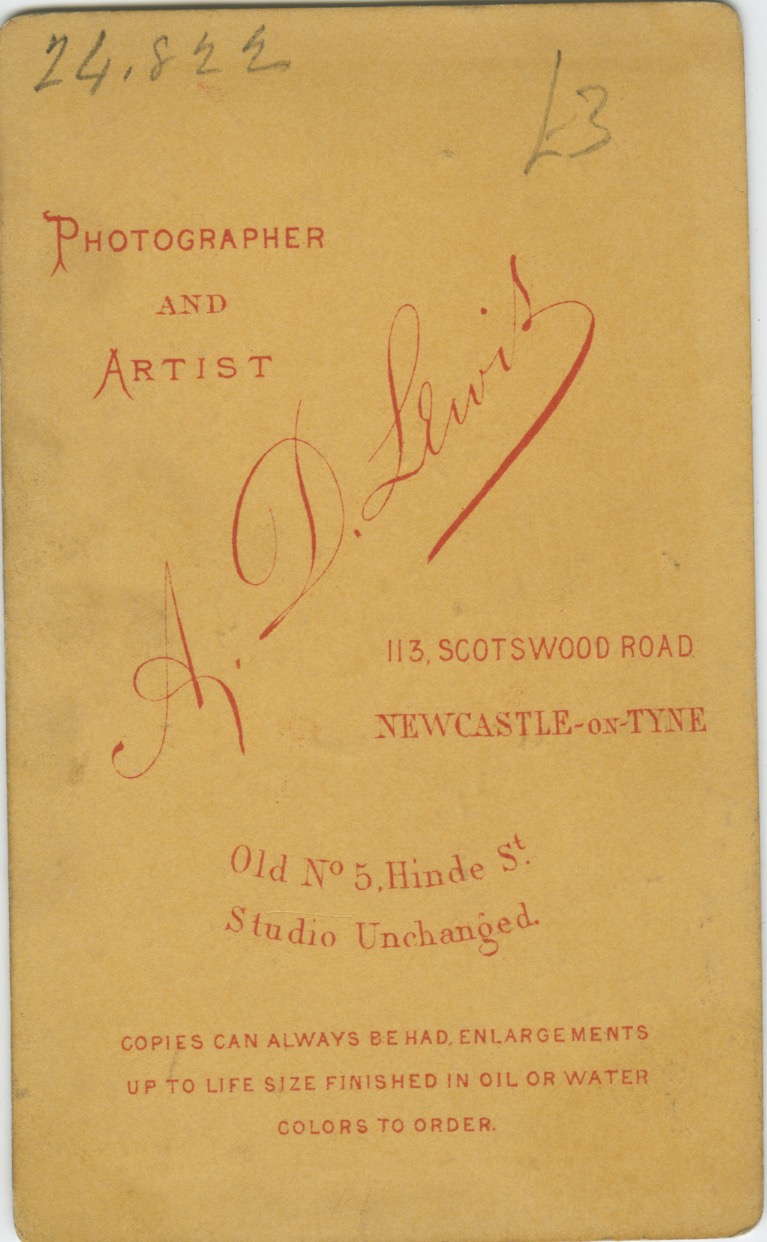 24.822
£3
PHOTOGRAPHER
AND
ARTIST
A. D. Lewis
113, SCOTSWOOD ROAD
NEWCASTLE-ON-TYNE
Old No 5, Hinde St.
Studio Unchanged.
COPIES CAN ALWAYS BE HAD, ENLARGEMENTS
UP TO LIFE SIZE FINISHED IN OIL OR WATER
COLORS TO ORDER.